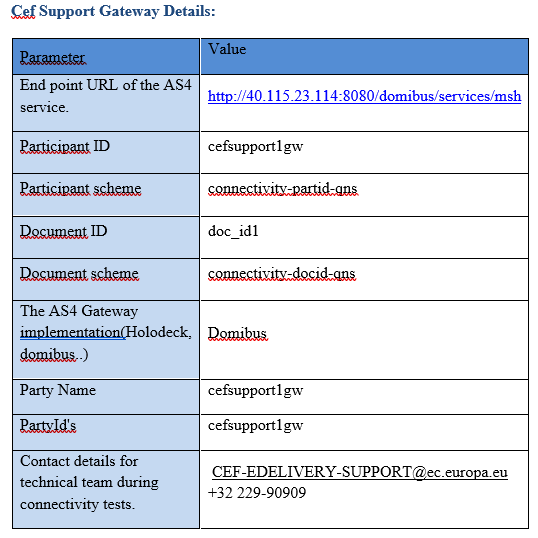 Cef Support Gateway Details:
Parameter
Value
End point URL of the AS4
service.
http://40.115.23.114:8080/domibus/services/msh
Participant ID
cefsupport1gw
Participant scheme
connectivity-partid-qns
Document ID
doc_id1
Document scheme
connectivity-docid-qns
The AS4 Gateway
implementation(Holodeck,
domibus..)
Domibus
Party Name
cefsupport1gw
PartyId's
cefsupport1gw
Contact details for
technical team during
connectivity tests.
CEF-EDELIVERY-SUPPORT@ec.europa.eu
+32 229-90909